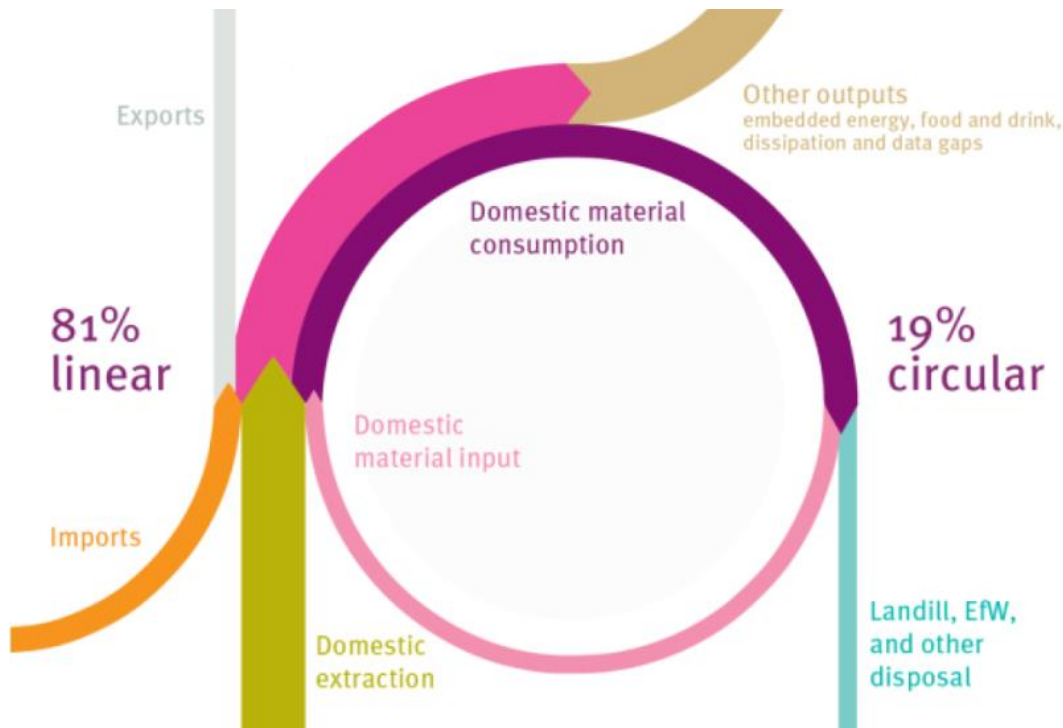 Exports
Other outputs
embedded energy, food and drink,
dissipation and data gaps
Domestic material
consumption
81%
linear
19%
circular
Domestic
material input
Imports
Landill, EfW,
and other
disposal
Domestic
extraction